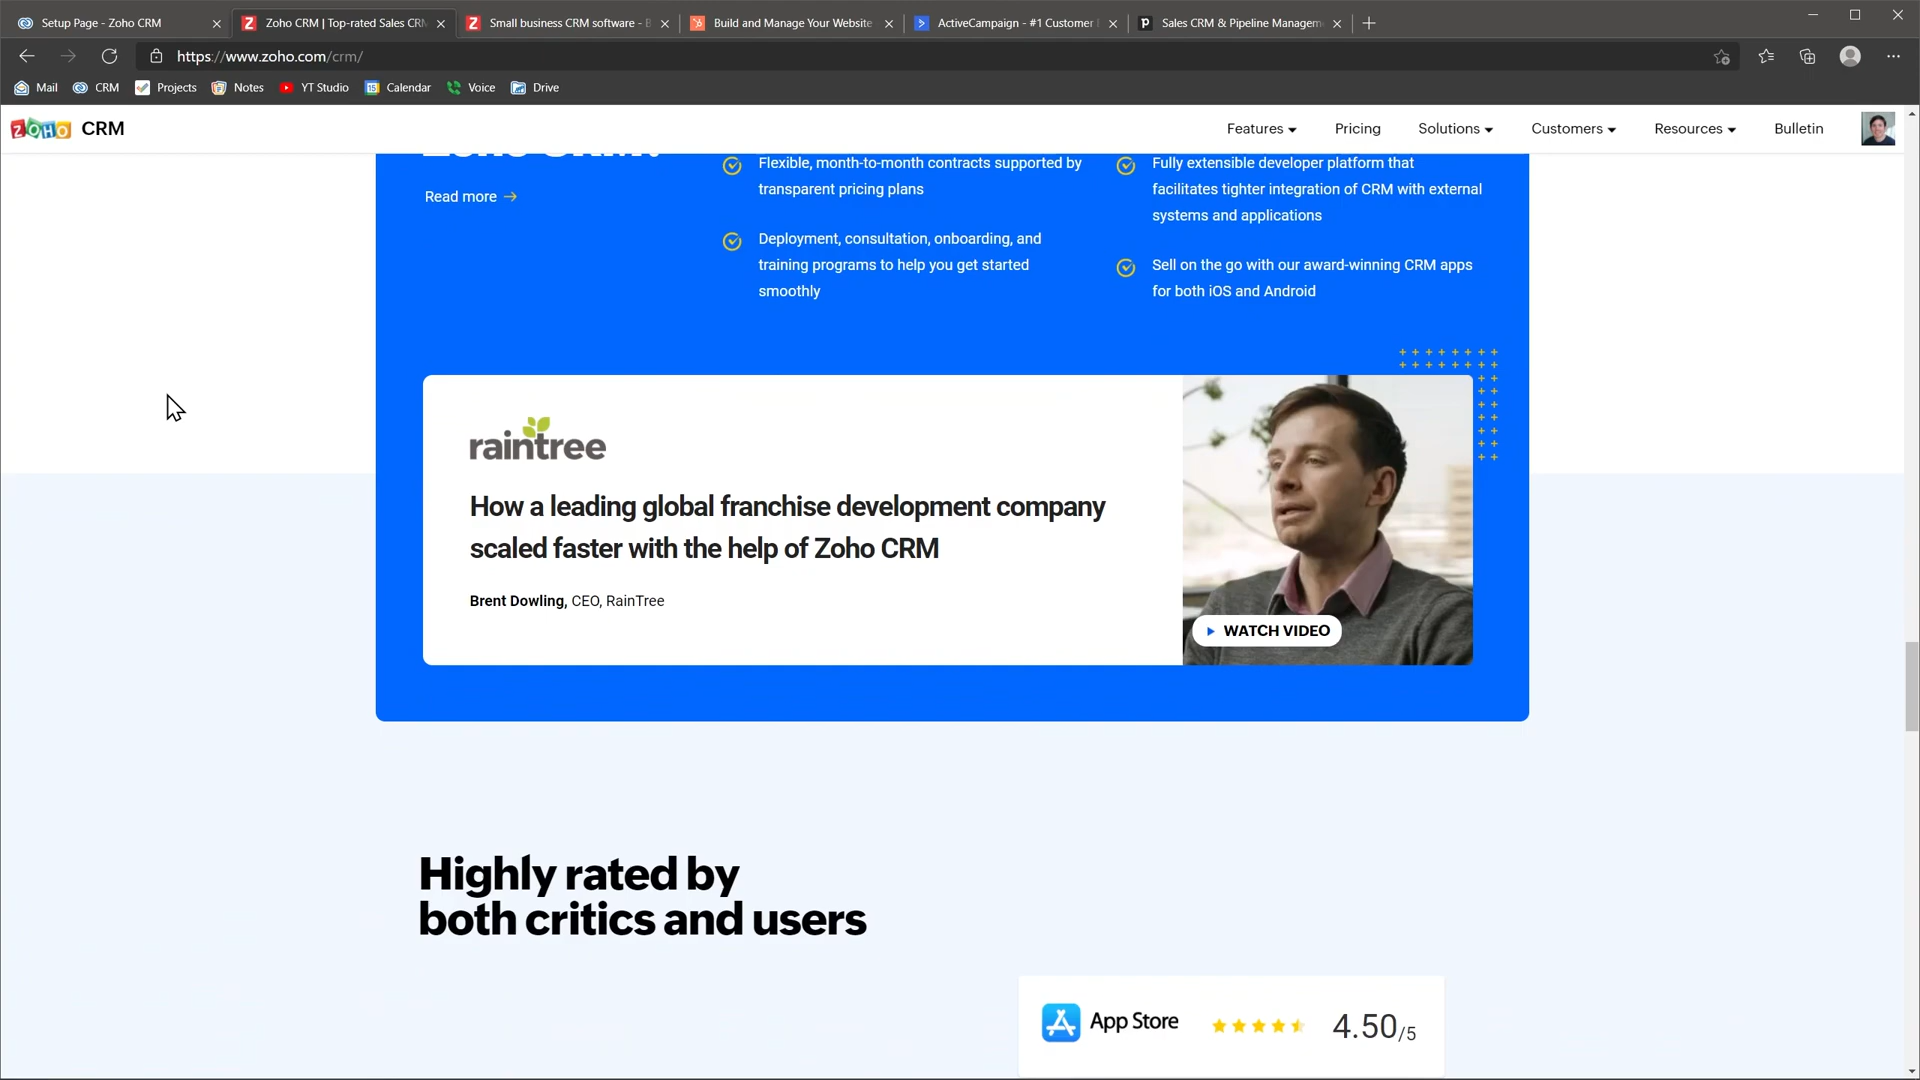 Setup Page - Zoho CRM
Zoho CRM | Top-rated Sales CRM
Small business CRM software - B
Build and Manage Your Website
ActiveCampaign - #1 Customer E
Sales CRM & Pipeline Managem
https://www.zoho.com/crm/
Mail
CRM
Projects
Notes
YT Studio
Calendar
Voice
Drive
ZOHO CRM
Features
Pricing
Solutions
Customers
Resources
Bulletin
Zoho CRM?
Read more →
Flexible, month-to-month contracts supported by
transparent pricing plans
Deployment, consultation, onboarding, and
training programs to help you get started
smoothly
Fully extensible developer platform that
facilitates tighter integration of CRM with external
systems and applications
Sell on the go with our award-winning CRM apps
for both iOS and Android
raintree
How a leading global franchise development company
scaled faster with the help of Zoho CRM
Brent Dowling, CEO, RainTree
WATCH VIDEO
Highly rated by
both critics and users
App Store
4.50/5